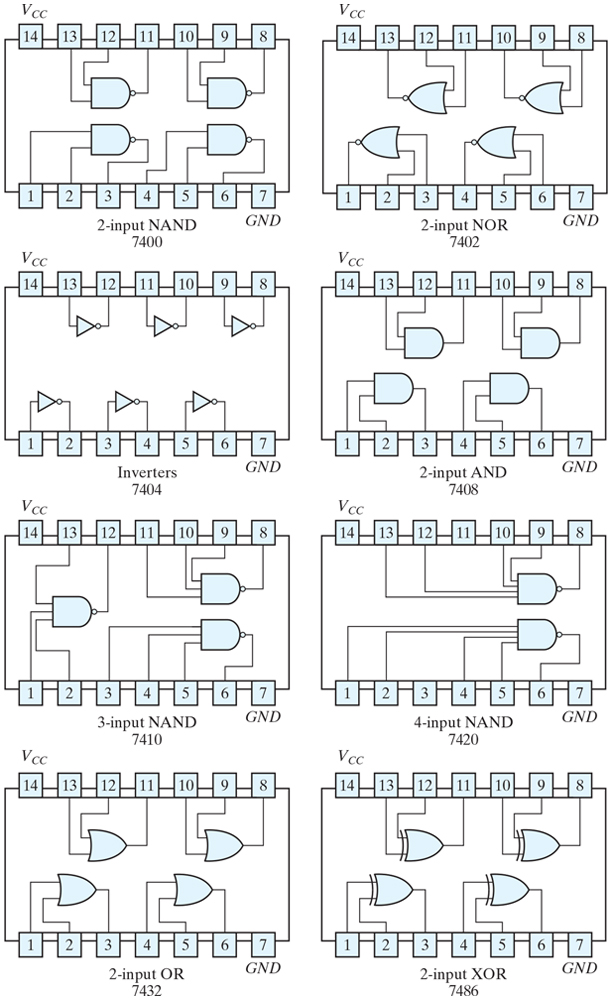 VCC VCC
14 13 12 11 10 9 8 14 13 12 11 10 9 8
1 2 3 4 5 6 7 1 2 3 4 5 6 7
2-input NAND GND 2-input NOR GND
7400 7402
VCC VCC
14 13 12 11 10 9 8 14 13 12 11 10 9 8
1 2 3 4 5 6 7 1 2 3 4 5 6 7
Inverters GND 2-input AND GND
7404 7408
VCC VCC
14 13 12 11 10 9 8 14 13 12 11 10 9 8
1 2 3 4 5 6 7 1 2 3 4 5 6 7
3-input NAND GND 4-input NAND GND
7410 7420
VCC VCC
14 13 12 11 10 9 8 14 13 12 11 10 9 8
1 2 3 4 5 6 7 1 2 3 4 5 6 7
2-input OR GND 2-input XOR GND
7432 7486